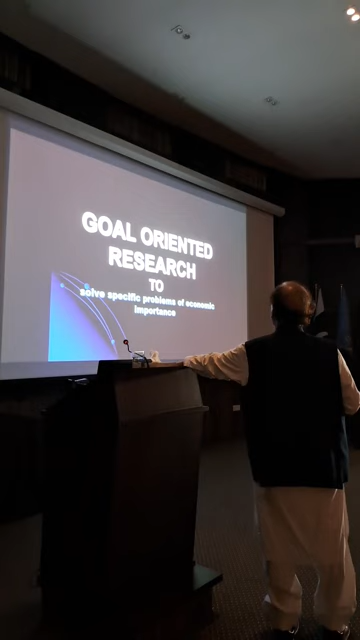 GOAL ORIENTED
RESEARCH
TO
solve specific problems of economic
importance